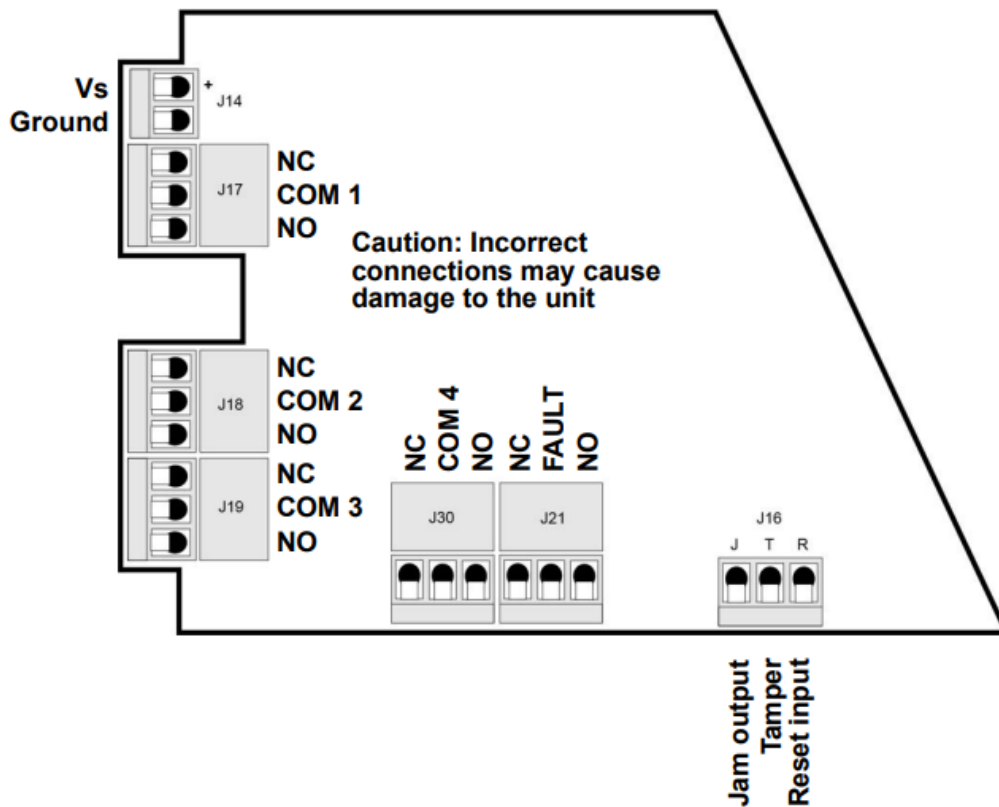 Vs
+
J14
Ground
NC
J17
COM 1
NO
Caution: Incorrect
connections may cause
damage to the unit
NC
J18
COM 2
NO
NC
J19
COM 3
NO
NC
COM 4
NO
NC
FAULT
NO
J30
J21
J16
J T R
Jam output
Tamper
Reset input